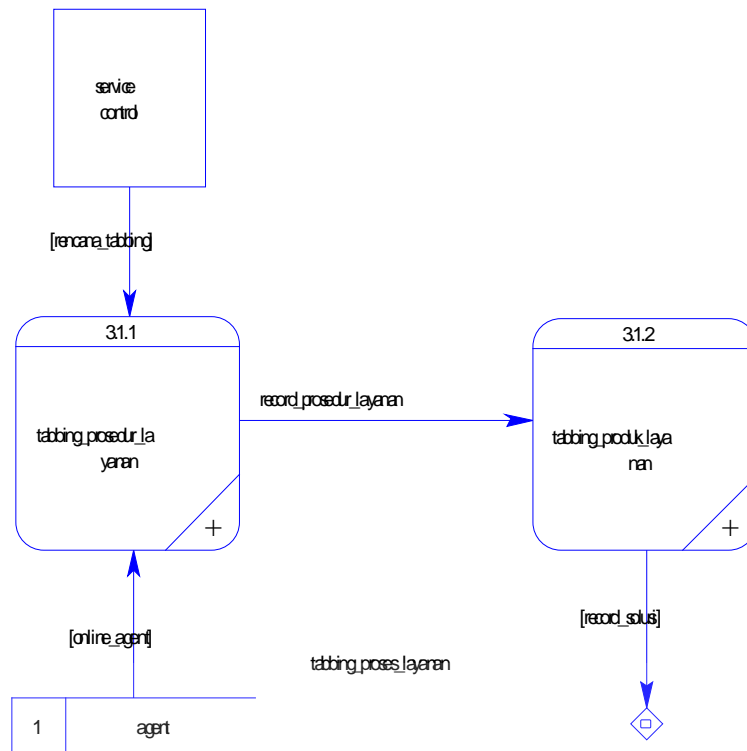 service
control
[rencana_tabbing]
3.1.1
3.1.2
record_prosedur_layanan
tabbing_prosedur_la
yanan
tabbing_produk_laya
nan
+
+
[online_agent]
[record_solusi]
tabbing_proses_layanan
1
agent